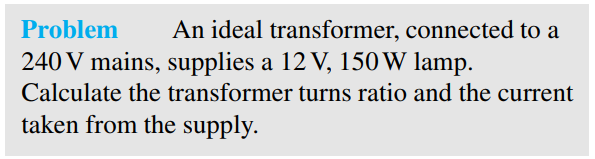 Problem An ideal transformer, connected to a
240 V mains, supplies a 12 V, 150 W lamp.
Calculate the transformer turns ratio and the current
taken from the supply.